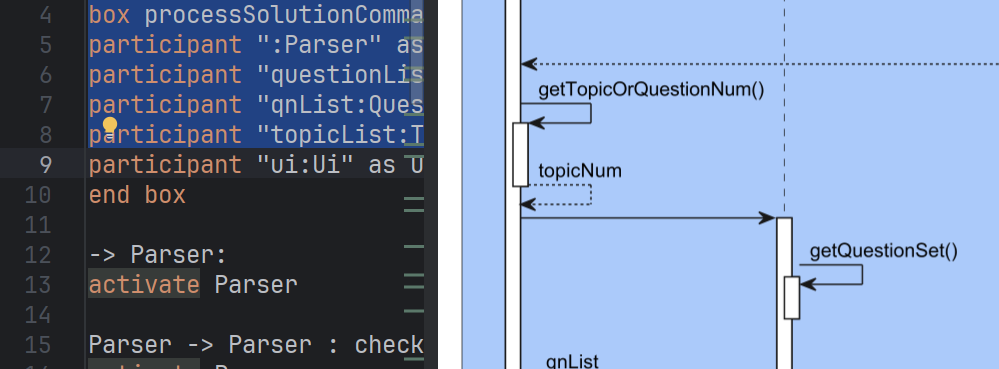 4 box processSolutionComma
5 participant ":Parser" as
6 participant "questionLis
7 participant "qnList:Ques
8 participant "topicList:T
9 participant "ui:Ui" as U
10 end box
11
12 -> Parser:
13 activate Parser
14
15 Parser -> Parser : check
getTopicOrQuestionNum()
topicNum
getQuestionSet()
qnList